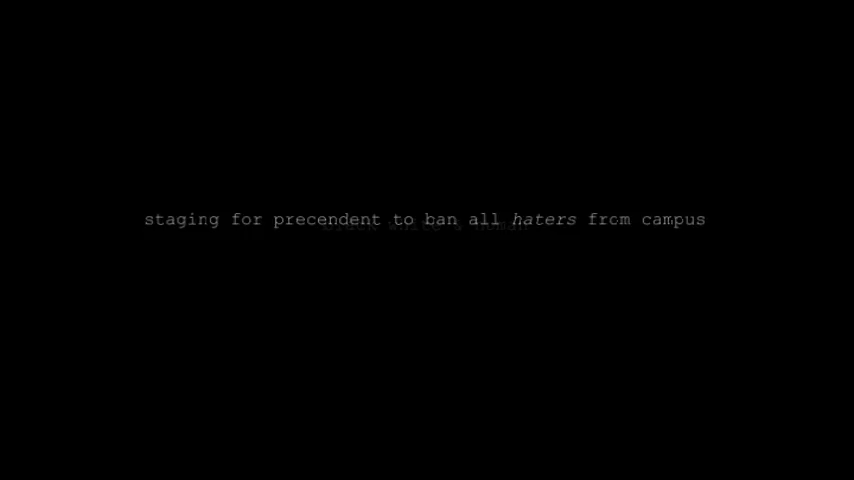 staging for precendent to ban all haters from campus